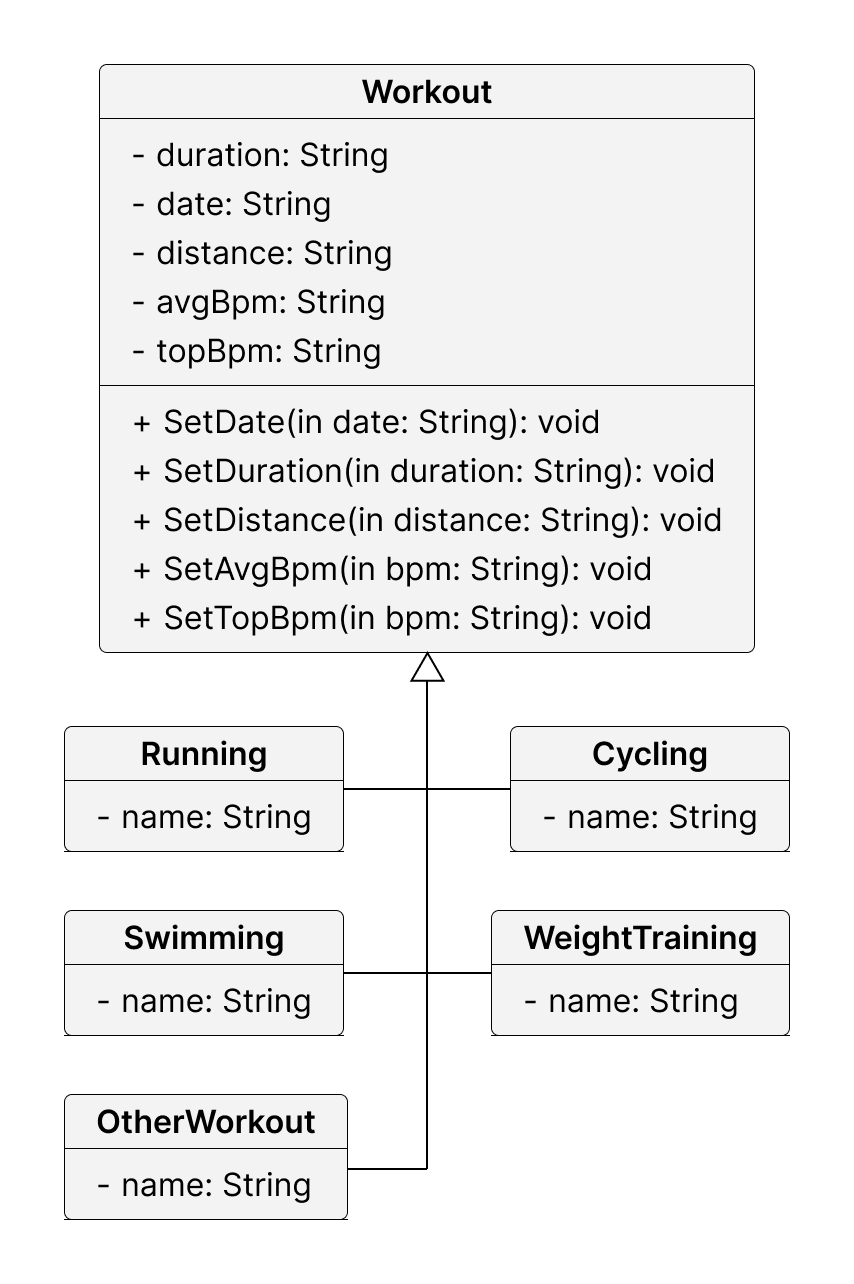 Workout
- duration: String
- date: String
- distance: String
- avgBpm: String
- topBpm: String
+ SetDate(in date: String): void
+ SetDuration(in duration: String): void
+ SetDistance(in distance: String): void
+ SetAvgBpm(in bpm: String): void
+ SetTopBpm(in bpm: String): void
Running
- name: String
Cycling
- name: String
Swimming
- name: String
WeightTraining
- name: String
OtherWorkout
- name: String